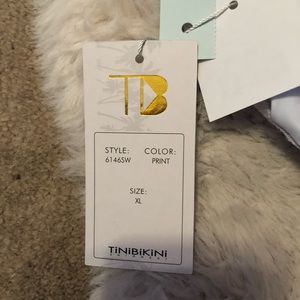 TB
STYLE: COLOR:
6146SW PRINT
SIZE:
XL
TiNiBiKiNi